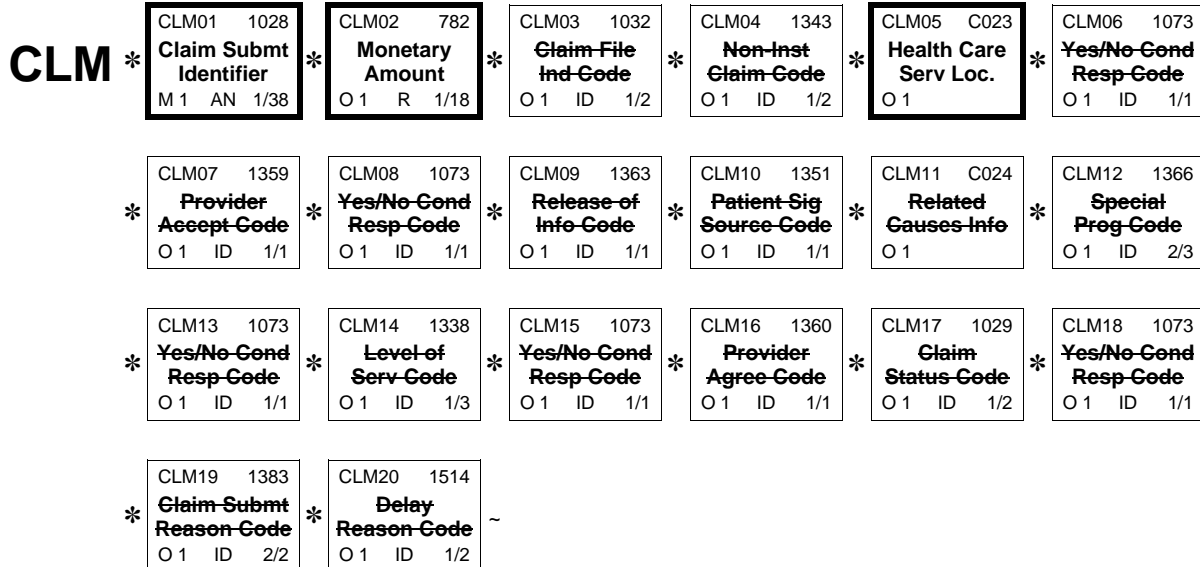 CLM01 1028 CLM02 782 CLM03 1032 CLM04 1343 CLM05 C023 CLM06 1073
CLM * Claim Submt Identifier * Monetary Amount * Claim File Ind Code * Non-Inst Claim Code * Health Care Serv Loc. * Yes/No Cond Resp Code
M 1 AN 1/38 O 1 R 1/18 O 1 ID 1/2 O 1 ID 1/2 O 1 O 1 ID 1/1
CLM07 1359 CLM08 1073 CLM09 1363 CLM10 1351 CLM11 C024 CLM12 1366
* Provider Accept Code * Yes/No Cond Resp Code * Release of Info Code * Patient Sig Source Code * Related Causes Info * Special Prog Code
O 1 ID 1/1 O 1 ID 1/1 O 1 ID 1/1 O 1 ID 1/1 O 1 O 1 ID 2/3
CLM13 1073 CLM14 1338 CLM15 1073 CLM16 1360 CLM17 1029 CLM18 1073
* Yes/No Cond Resp Code * Level of Serv Code * Yes/No Cond Resp Code * Provider Agree Code * Claim Status Code * Yes/No Cond Resp Code
O 1 ID 1/1 O 1 ID 1/3 O 1 ID 1/1 O 1 ID 1/1 O 1 ID 1/2 O 1 ID 1/1
CLM19 1383 CLM20 1514
* Claim Submt Reason Code * Delay Reason Code ~
O 1 ID 2/2 O 1 ID 1/2